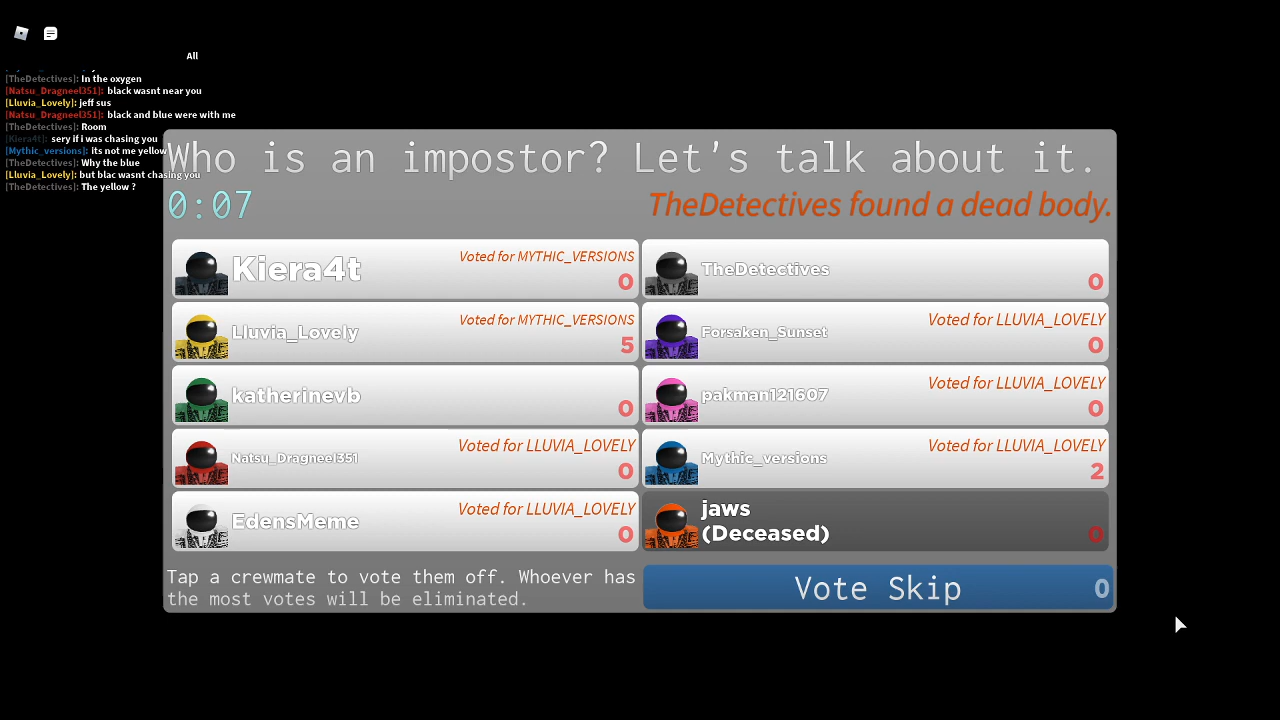 All
[TheDetectives]: In the oxygen
[Natsu_Dragneel351]: black wasnt near you
[Lluvia_Lovely]: jeff sus
[Natsu_Dragneel351]: black and blue were with me
[TheDetectives]: Room
[Kiera4t]: sery if i was chasing you
[Mythic_versions]: its not me yellow
[TheDetectives]: Why the blue
[Lluvia_Lovely]: but blac wasnt chasing you
[TheDetectives]: The yellow ?
Who is an impostor? Let's talk about it.
0:07
TheDetectives found a dead body.
Kiera4t
Voted for MYTHIC_VERSIONS
0
TheDetectives
0
Lluvia_Lovely
Voted for MYTHIC_VERSIONS
5
Forsaken_Sunset
Voted for LLUVIA_LOVELY
0
katherinevb
0
pakman121607
Voted for LLUVIA_LOVELY
0
Natsu_Dragneel351
Voted for LLUVIA_LOVELY
0
Mythic_versions
Voted for LLUVIA_LOVELY
2
EdensMeme
Voted for LLUVIA_LOVELY
0
jaws
(Deceased)
0
Tap a crewmate to vote them off. Whoever has
the most votes will be eliminated.
Vote Skip
0